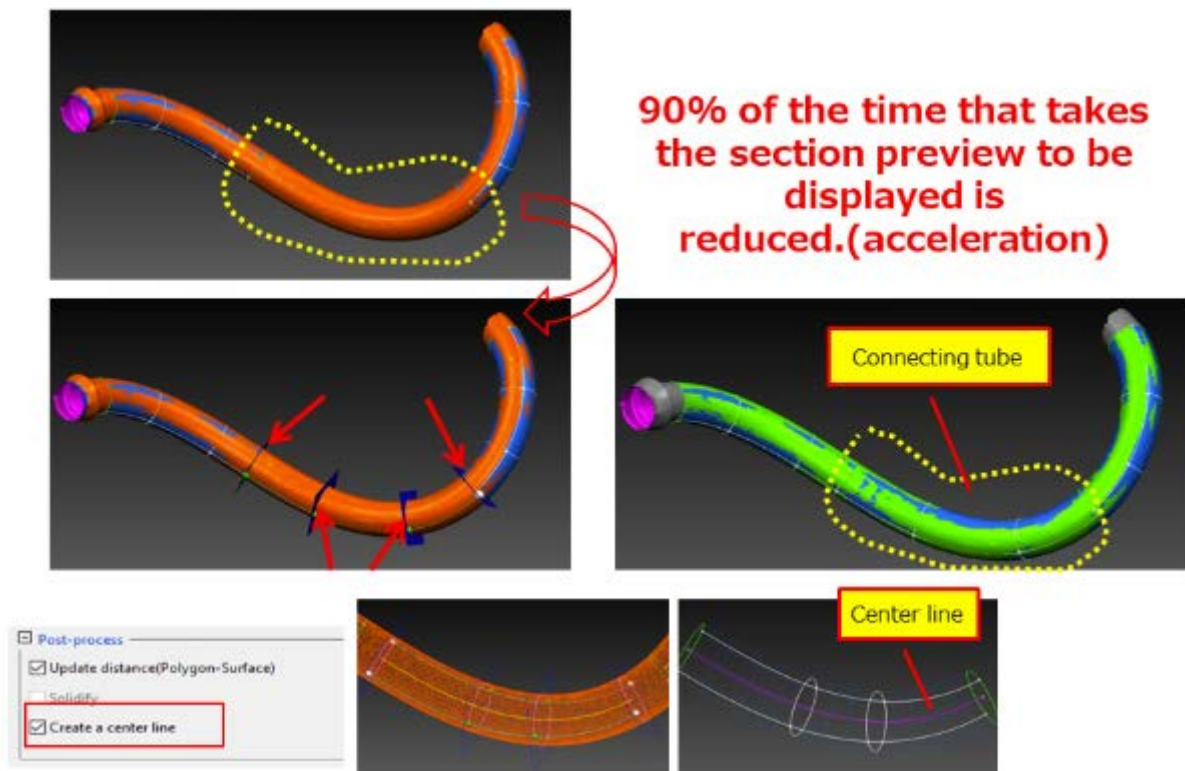 90% of the time that takes
the section preview to be
displayed is
reduced.(acceleration)
Connecting tube
Center line
Post-process
Update distance(Polygon-Surface)
Solidify
Create a center line